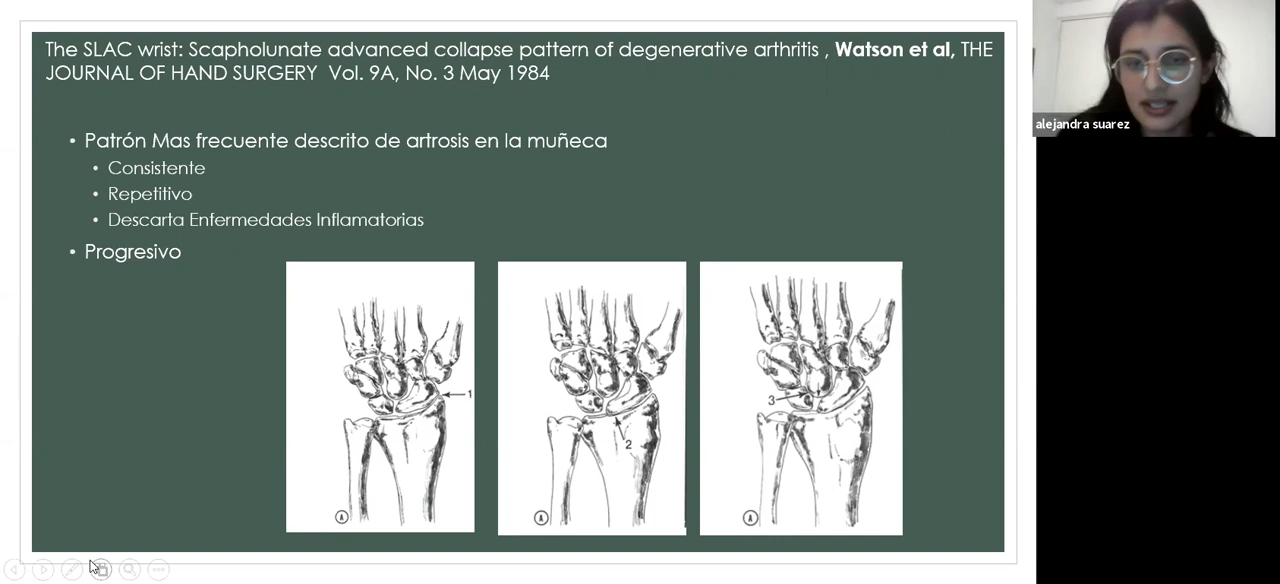 The SLAC wrist: Scapholunate advanced collapse pattern of degenerative arthritis , Watson et al, THE
JOURNAL OF HAND SURGERY Vol. 9A, No. 3 May 1984
• Patrón Mas frecuente descrito de artrosis en la muñeca
• Consistente
• Repetitivo
• Descarta Enfermedades Inflamatorias
• Progresivo
1
2
3
A
A
A
alejandra suarez